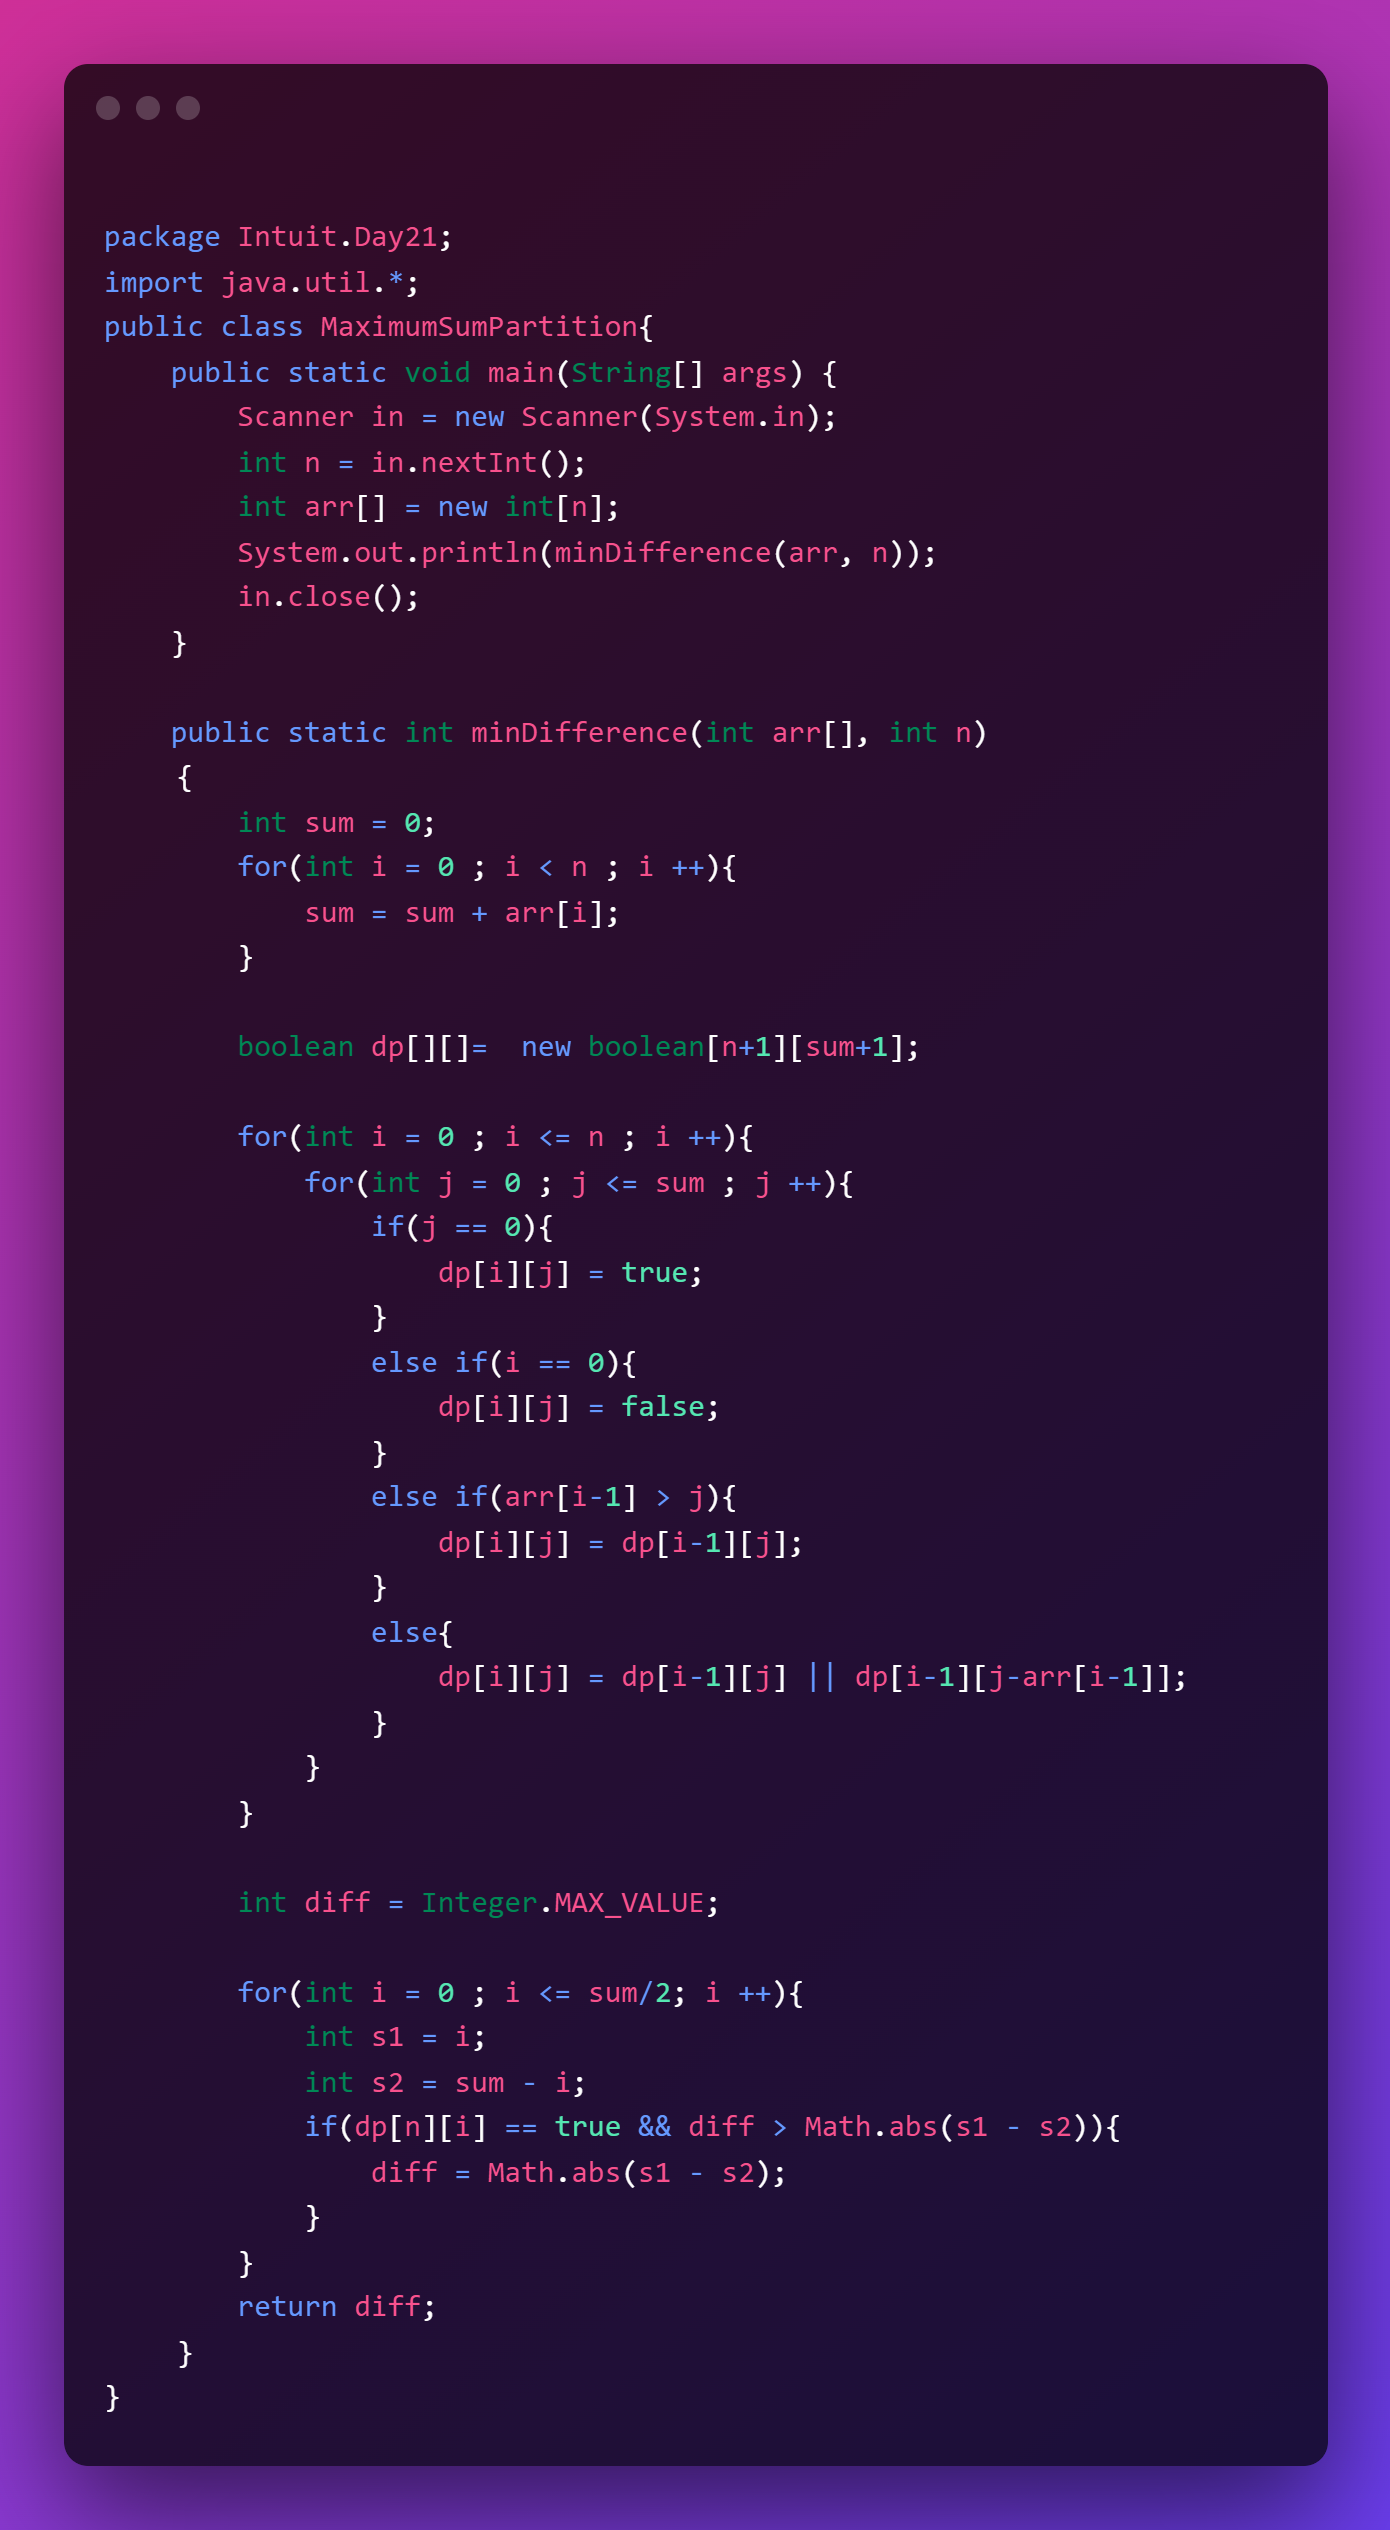 package Intuit.Day21;
import java.util.*;
public class MaximumSumPartition{
    public static void main(String[] args) {
        Scanner in = new Scanner(System.in);
        int n = in.nextInt();
        int arr[] = new int[n];
        System.out.println(minDifference(arr, n));
        in.close();
    }

    public static int minDifference(int arr[], int n)
    {
        int sum = 0;
        for(int i = 0 ; i < n ; i ++){
            sum = sum + arr[i];
        }

        boolean dp[][]=  new boolean[n+1][sum+1];

        for(int i = 0 ; i <= n ; i ++){
            for(int j = 0 ; j <= sum ; j ++){
                if(j == 0){
                    dp[i][j] = true;
                }
                else if(i == 0){
                    dp[i][j] = false;
                }
                else if(arr[i-1] > j){
                    dp[i][j] = dp[i-1][j];
                }
                else{
                    dp[i][j] = dp[i-1][j] || dp[i-1][j-arr[i-1]];
                }
            }
        }

        int diff = Integer.MAX_VALUE;

        for(int i = 0 ; i <= sum/2; i ++){
            int s1 = i;
            int s2 = sum - i;
            if(dp[n][i] == true && diff > Math.abs(s1 - s2)){
                diff = Math.abs(s1 - s2);
            }
        }
        return diff;
    }
}